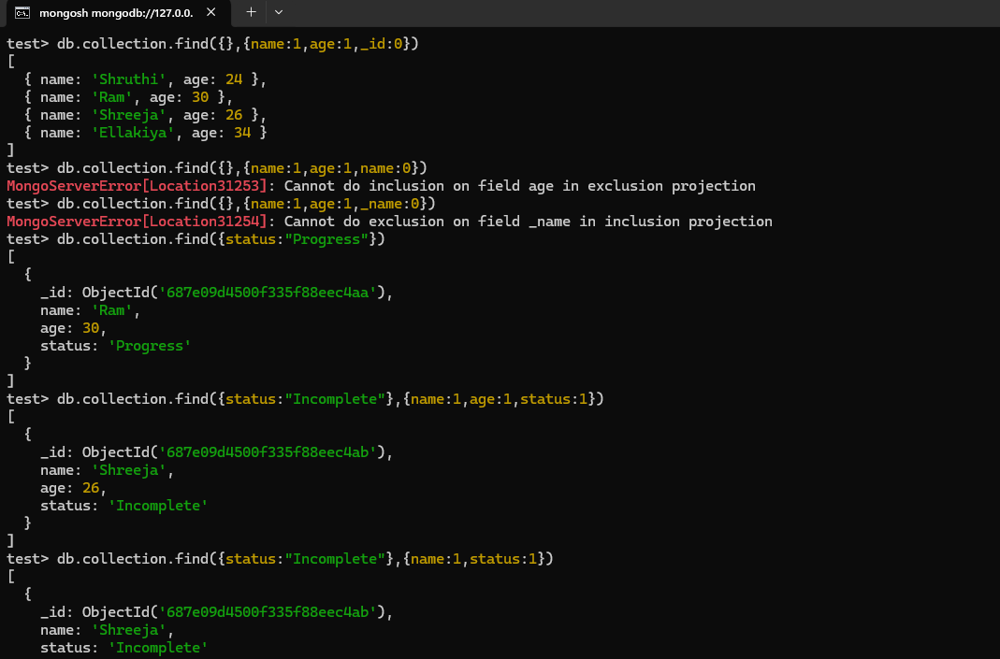 mongosh mongodb://127.0.0.
test> db.collection.find({},{name:1,age:1,_id:0})
[
  { name: 'Shruthi', age: 24 },
  { name: 'Ram', age: 30 },
  { name: 'Shreeja', age: 26 },
  { name: 'Ellakiya', age: 34 }
]
test> db.collection.find({},{name:1,age:1,name:0})
MongoServerError[Location31253]: Cannot do inclusion on field age in exclusion projection
test> db.collection.find({},{name:1,age:1,_name:0})
MongoServerError[Location31254]: Cannot do exclusion on field _name in inclusion projection
test> db.collection.find({status:"Progress"})
[
  {
    _id: ObjectId('687e09d4500f335f88eec4aa'),
    name: 'Ram',
    age: 30,
    status: 'Progress'
  }
]
test> db.collection.find({status:"Incomplete"},{name:1,age:1,status:1})
[
  {
    _id: ObjectId('687e09d4500f335f88eec4ab'),
    name: 'Shreeja',
    age: 26,
    status: 'Incomplete'
  }
]
test> db.collection.find({status:"Incomplete"},{name:1,status:1})
[
  {
    _id: ObjectId('687e09d4500f335f88eec4ab'),
    name: 'Shreeja',
    status: 'Incomplete'